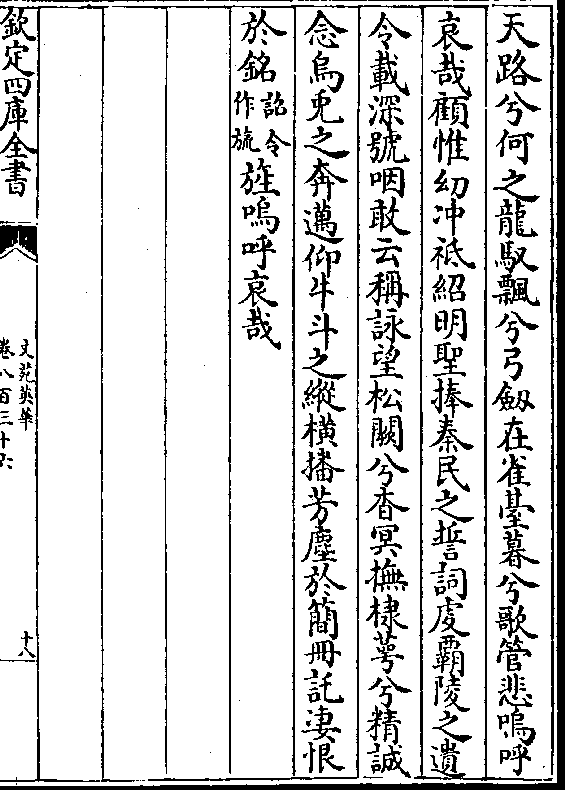 天路兮何之龍馭飄兮弓劔在雀臺暮兮歌管悲嗚呼
哀哉顧惟幼冲祗紹明聖捧秦民之誓詞虔霸陵之遺
令載深號咽敢云稱詠望松闕兮杳冥撫棣萼兮精誠
念烏兎之奔邁仰牛斗之縱横播芳塵於簡冊託淒恨
於銘詔令作旒旌嗚呼哀哉
欽定四庫全書
文苑英華
卷八百三十六
十八